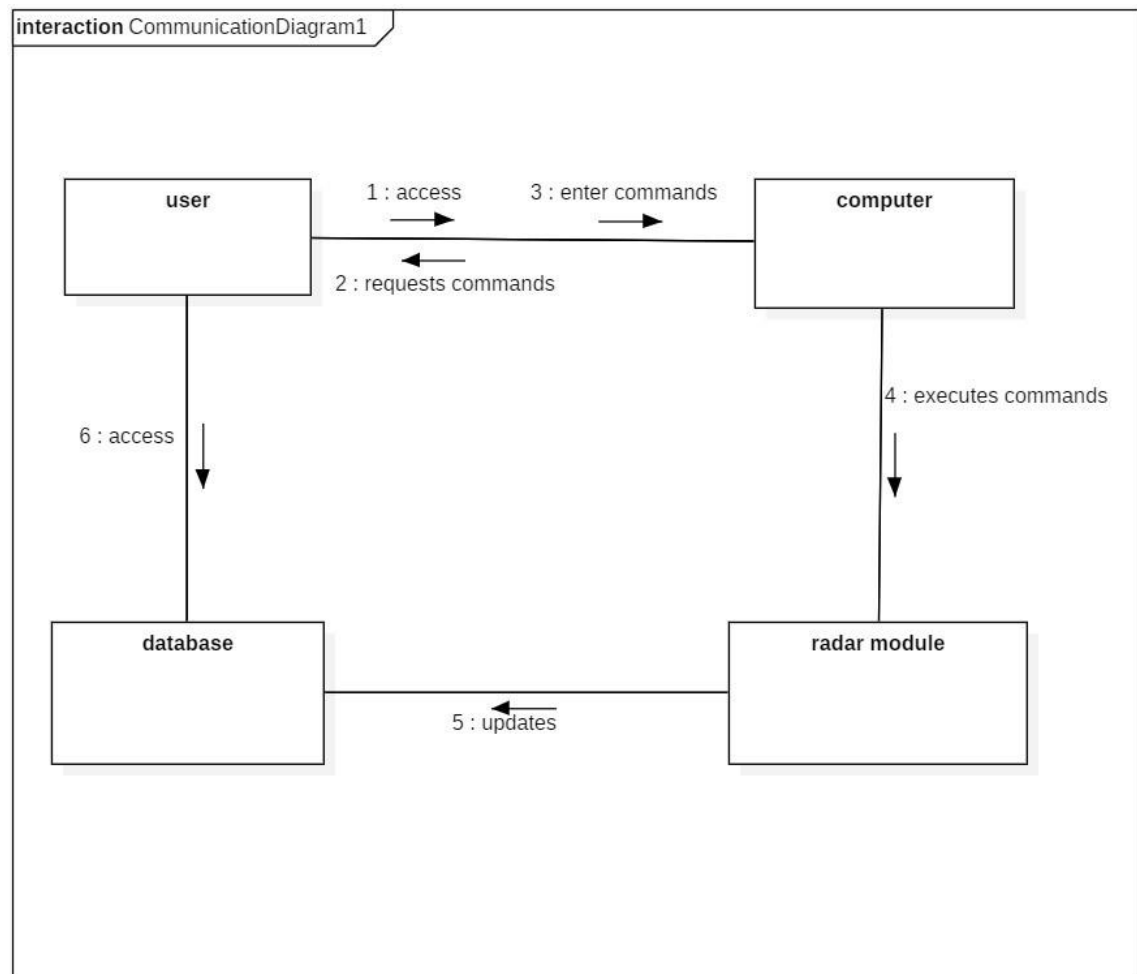 interaction CommunicationDiagram1
user
1 : access
3 : enter commands
computer
2 : requests commands
4 : executes commands
6 : access
database
radar module
5 : updates